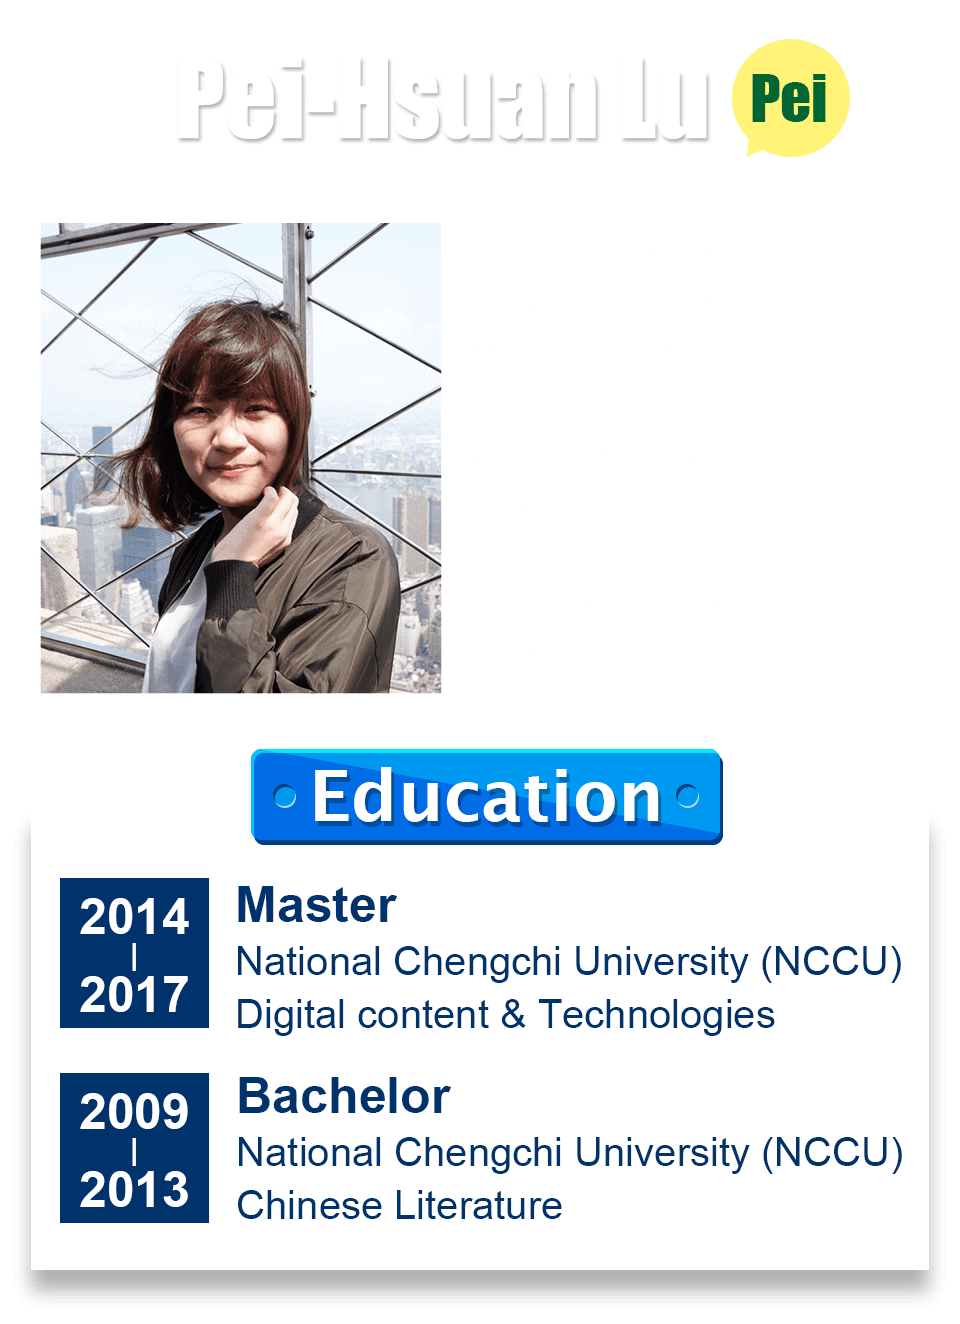 Pei-Hsuan Lu
Pei
Education
2014
|
2017
Master
National Chengchi University (NCCU)
Digital content & Technologies
2009
|
2013
Bachelor
National Chengchi University (NCCU)
Chinese Literature